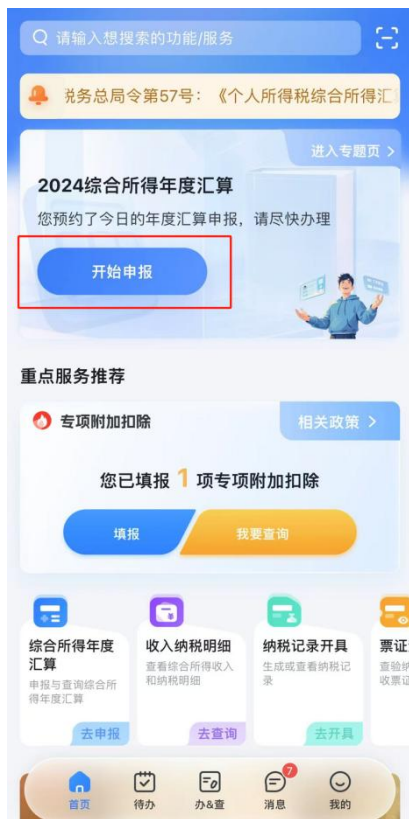 请输入想搜索的功能/服务
税务总局令第57号：《个人所得税综合所得汇
进入专题页 >
2024综合所得年度汇算
您预约了今日的年度汇算申报，请尽快办理
开始申报
重点服务推荐
专项附加扣除
相关政策 >
您已填报 1 项专项附加扣除
填报
我要查询
综合所得年度
汇算
申报与查询综合所
得年度汇算
去申报
收入纳税明细
查看综合所得收入
和纳税明细
去查询
纳税记录开具
生成或查看纳税记
录
去开具
票证
查验纳
收票证
首页
待办
办&查
7
消息
我的